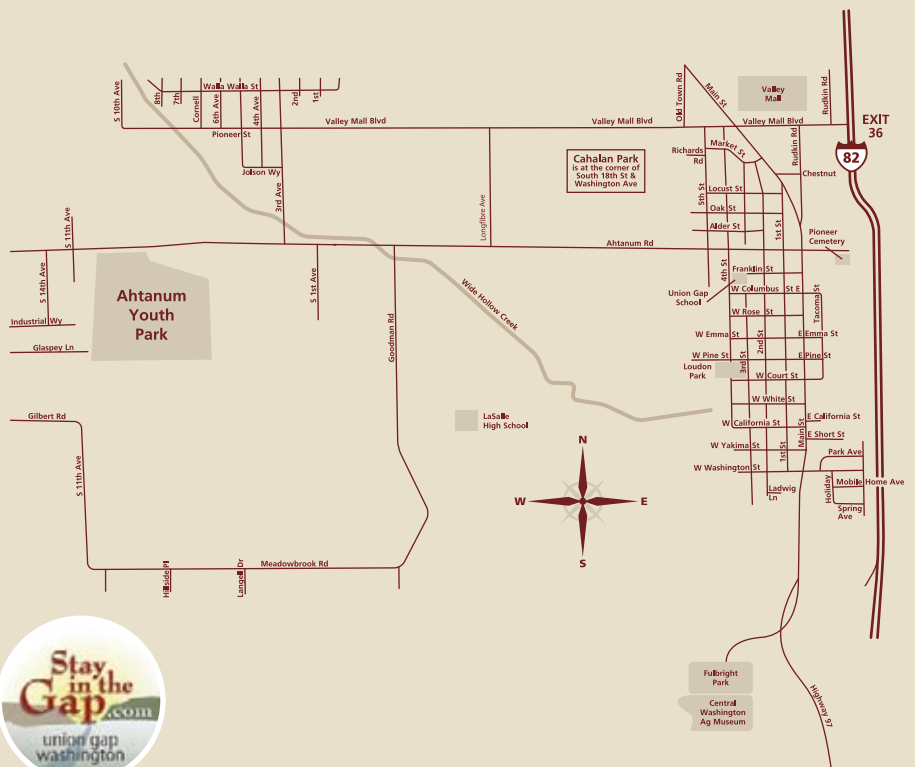 S 10th Ave
8th
7th
Cornell
Walla Walla St
6th Ave
4th Ave
2nd
1st
Pioneer St
Jolson Wy
3rd Ave
Valley Mall Blvd
Valley Mall Blvd
Valley Mall Blvd
Old Town Rd
Main St
Valley
Mall
Rudkin Rd
EXIT
36
82
Richards
Rd
Market St
Rudkin Rd
Chestnut
Cahalan Park
is at the corner of
South 18th St &
Washington Ave
Longfibre Ave
5th St
Locust St
Oak St
Alder St
1st St
Pioneer
Cemetery
S 11th Ave
S 14th Ave
Ahtanum Rd
Ahtanum
Youth
Park
Industrial Wy
Glaspey Ln
S 1st Ave
Goodman Rd
Wide Hollow Creek
4th St
Franklin St
Union Gap
School
W Columbus St E
W Rose St
Tacoma St
W Emma St
E Emma St
2nd St
3rd St
W Pine St
E Pine St
Loudon
Park
W Court St
W White St
W California St
E California St
Main St
E Short St
W Yakima St
1st St
Park Ave
W Washington St
Ladwig
Ln
Holiday
Mobile Home Ave
Spring
Ave
Gilbert Rd
S 11th Ave
LaSalle
High School
N
W
E
S
Meadowbrook Rd
Hillside Pl
Langell Dr
Fulbright
Park
Central
Washington
Ag Museum
Highway 97
Stay
in the
Gap.com
union gap
washington